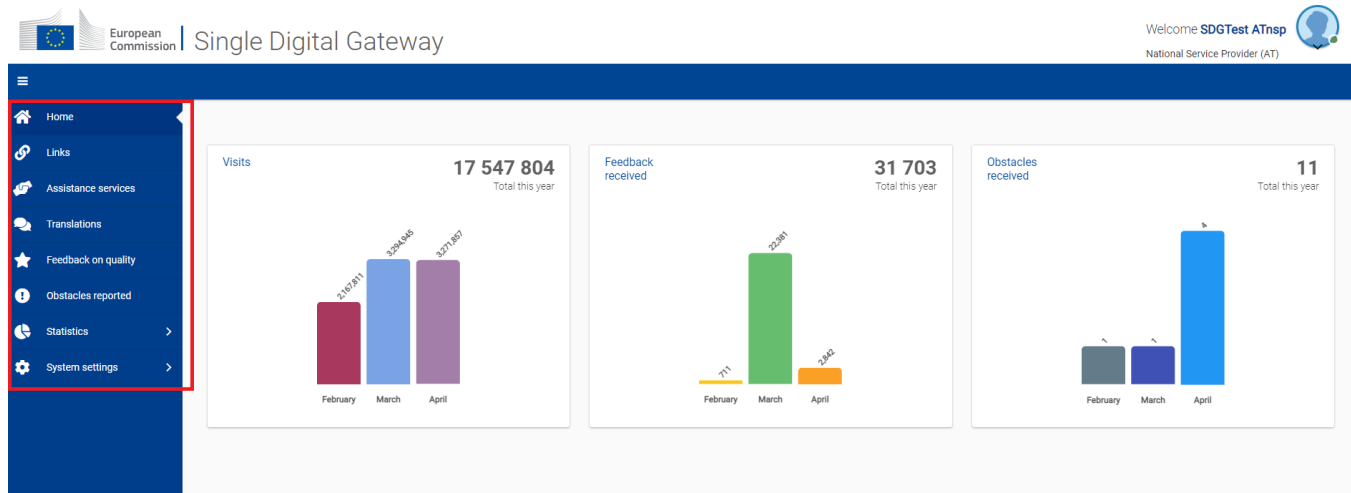 European
Commission
Single Digital Gateway
Welcome SDGTest ATnsp
National Service Provider (AT)
Home
Links
Assistance services
Translations
Feedback on quality
Obstacles reported
Statistics
System settings
Visits
17 547 804
Total this year
2,167,811
3,294,945
3,271,857
February March April
Feedback
received
31 703
Total this year
711
22,381
2,842
February March April
Obstacles
received
11
Total this year
1
1
4
February March April